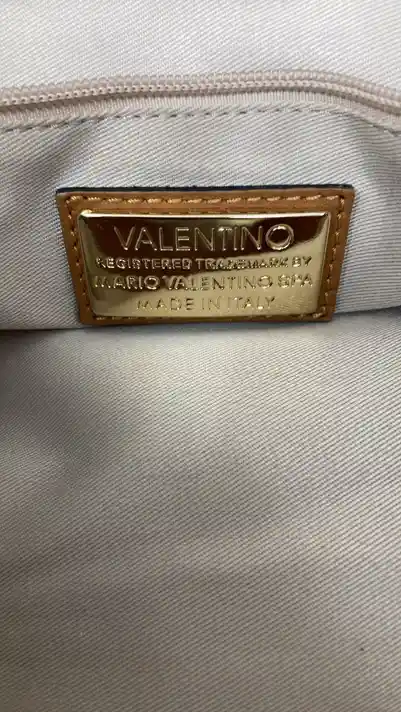 VALENTINO
REGISTERED TRADEMARK BY
MARIO VALENTINO SPA
MADE IN ITALY